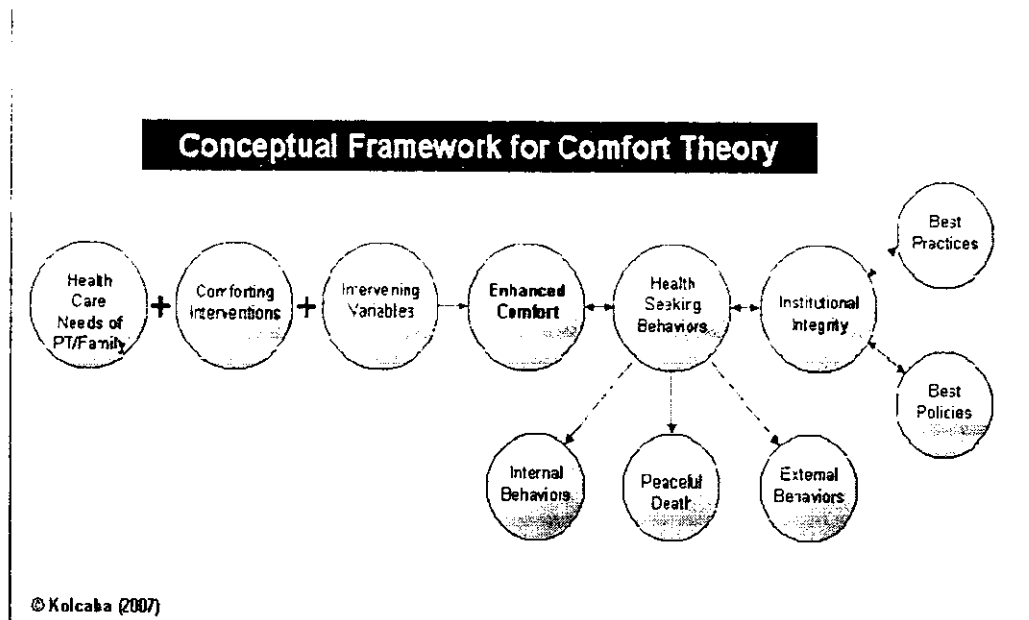 Conceptual Framework for Comfort Theory
Health
Care
Needs of
PT/Family
+
Comforting
Interventions
+
Intervening
Variables
Enhanced
Comfort
Health
Seeking
Behaviors
Institutional
Integrity
Best
Practices
Best
Policies
Internal
Behaviors
Peaceful
Death
External
Behaviors
© Kolcaba (2007)